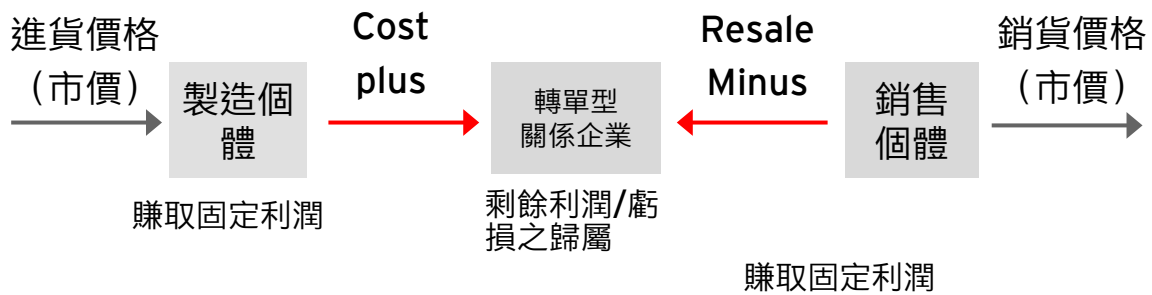 進貨價格
（市價）
製造個
體
賺取固定利潤
Cost
plus
轉單型
關係企業
剩餘利潤/虧
損之歸屬
Resale
Minus
銷售
個體
賺取固定利潤
銷貨價格
（市價）